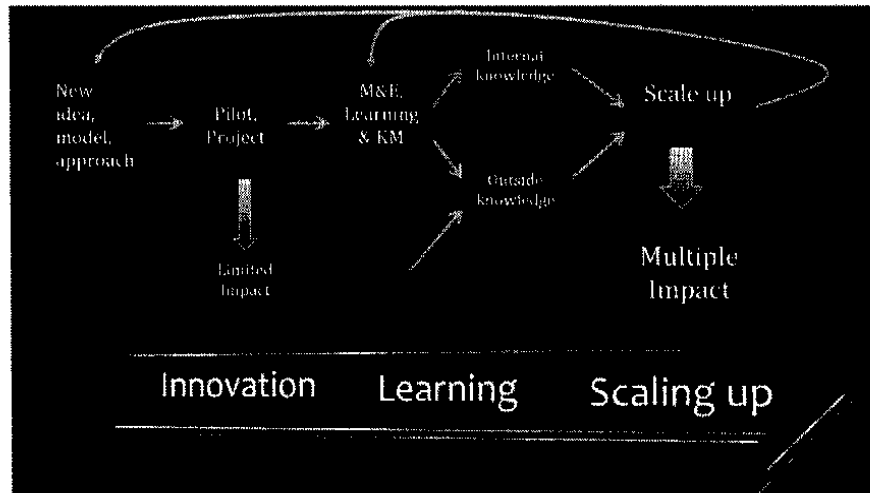 New
idea,
model,
approach
Pilot,
Project
M&E,
Learning
& KM
Internal
knowledge
Outside
knowledge
Scale up
Limited
Impact
Multiple
Impact
Innovation
Learning
Scaling up